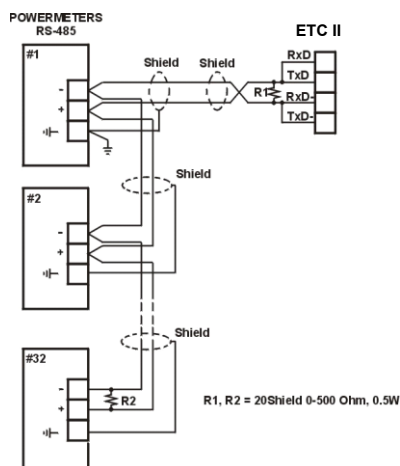 POWERMETERS
RS-485
ETC II
#1
Shield
Shield
RxD
TxD
R1
RxD-
TxD-
-
+
Shield
#2
-
+
Shield
#32
-
+
R2
R1, R2 = 20Shield 0-500 Ohm, 0.5W